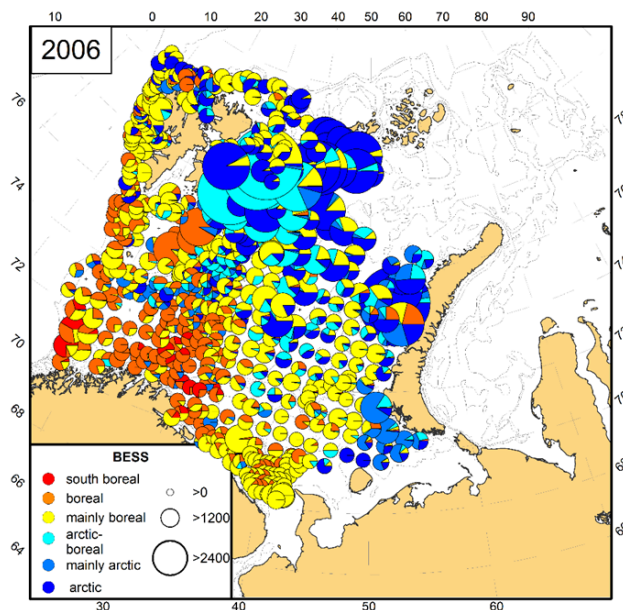 10 0 10 20 30 40 50 60 70 80 90
2006
76
74
72
70
68
66
64
BESS
south boreal
boreal
mainly boreal
arctic-
boreal
mainly arctic
arctic
>0
>1200
>2400
30 40 50 60